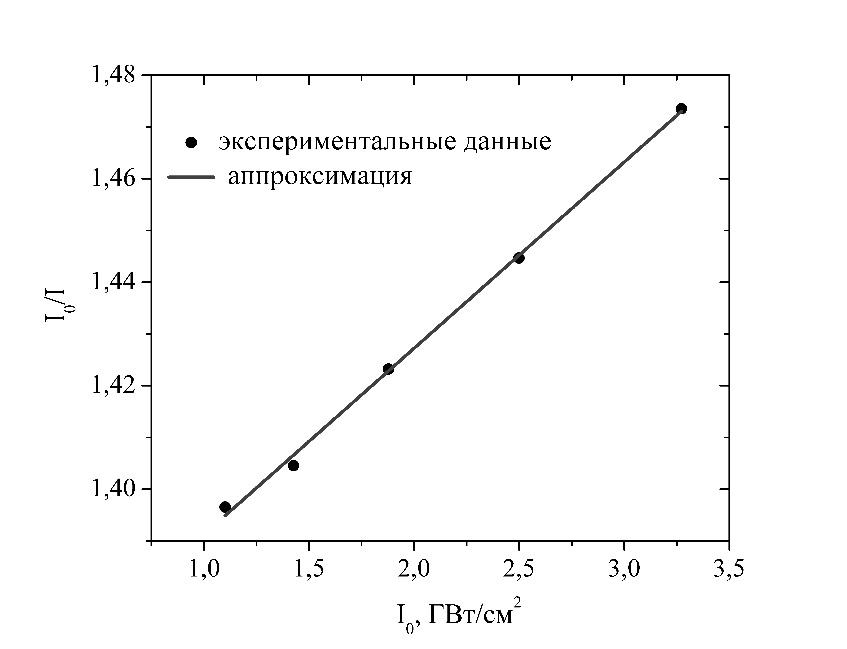 1,48
1,46
1,44
1,42
1,40
I0/I
экспериментальные данные
аппроксимация
1,0 1,5 2,0 2,5 3,0 3,5
I0, ГВт/см2